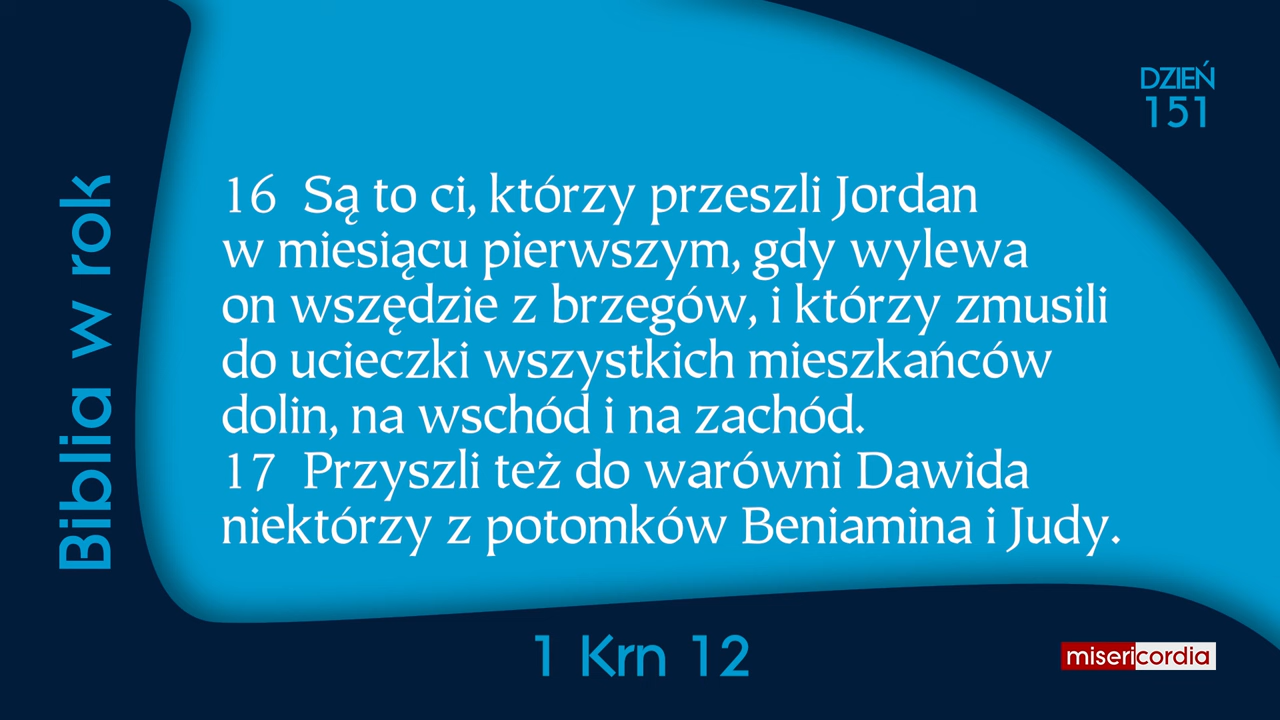 DZIEŃ
151
Biblia w rok
16 Są to ci, którzy przeszli Jordan
w miesiącu pierwszym, gdy wylewa
on wszędzie z brzegów, i którzy zmusili
do ucieczki wszystkich mieszkańców
dolin, na wschód i na zachód.
17 Przyszli też do warówni Dawida
niektórzy z potomków Beniamina i Judy.
1 Krn 12
misericordia